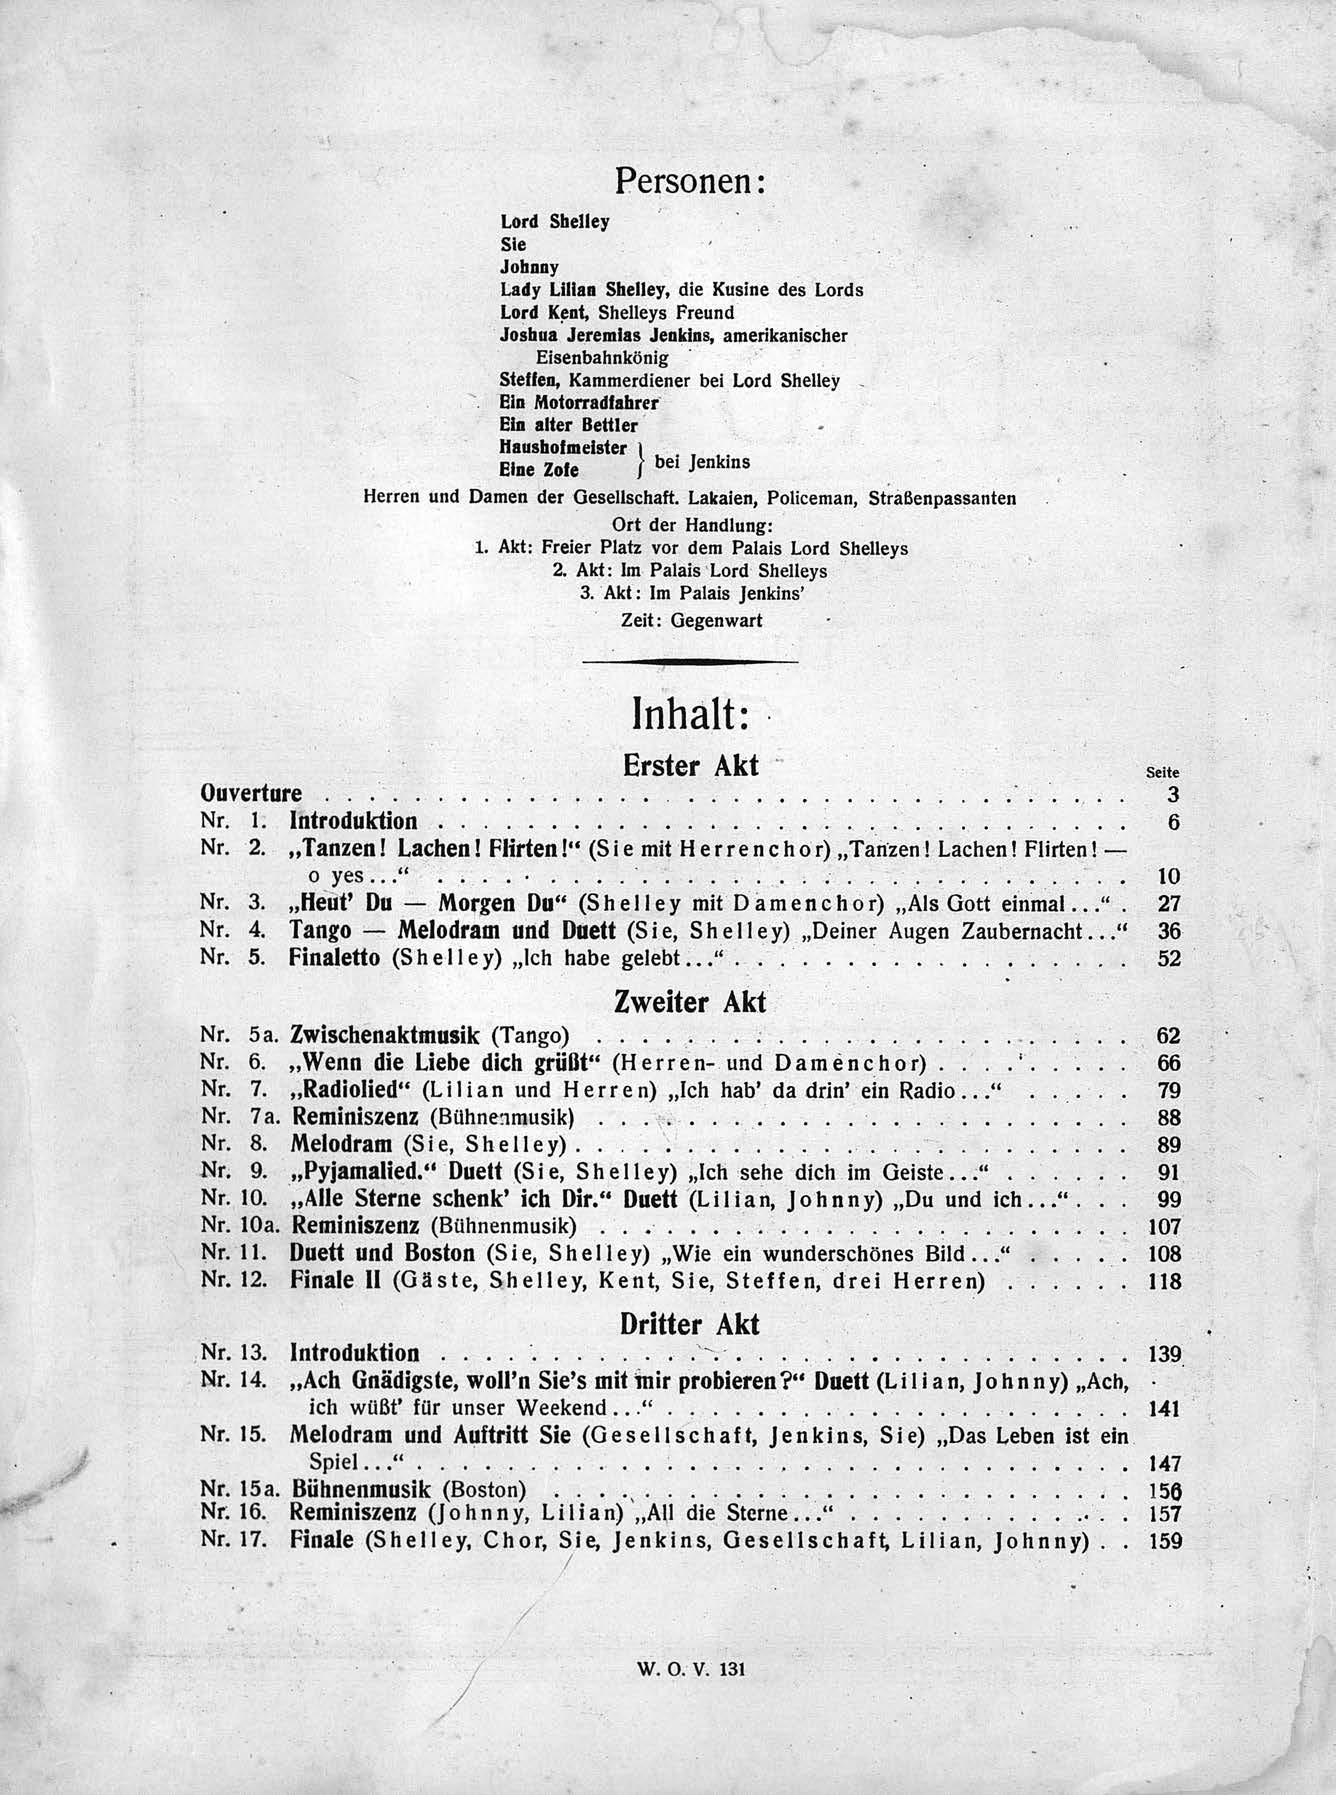 Personen:
Lord Shelley
Sie
Johnny
Lady Lilian Shelley, die Kusine des Lords
Lord Kent, Shelleys Freund
Joshua Jeremias Jenkins, amerikanischer
Eisenbahnkönig
Steffen, Kammerdiener bei Lord Shelley
Ein Motorradfahrer
Ein alter Bettler
Haushofmeister
Eine Zofe } bei Jenkins
Herren und Damen der Gesellschaft. Lakaien, Policeman, Straßenpassanten
Ort der Handlung:
1. Akt: Freier Platz vor dem Palais Lord Shelleys
2. Akt: Im Palais Lord Shelleys
3. Akt: Im Palais Jenkins'
Zeit: Gegenwart
Inhalt:
Erster Akt
Seite
Ouverture . . . . . . . . . . 3
Nr. 1. Introduktion . . . . . . . . . . 6
Nr. 2. „Tanzen! Lachen! Flirten!“ (Sie mit Herrenchor) „Tanzen! Lachen! Flirten! —
o yes...“ . . . . . . . . . . 10
Nr. 3. „Heut' Du — Morgen Du“ (Shelley mit Damenchor) „Als Gott einmal...“ . 27
Nr. 4. Tango — Melodram und Duett (Sie, Shelley) „Deiner Augen Zaubernacht...“ 36
Nr. 5. Finaletto (Shelley) „Ich habe gelebt...“ . . . . . . . . . . 52
Zweiter Akt
Nr. 5a. Zwischenaktmusik (Tango) . . . . . . . . . . 62
Nr. 6. „Wenn die Liebe dich grüßt“ (Herren- und Damenchor) . . . . . . . . . 66
Nr. 7. „Radiolied“ (Lilian und Herren) „Ich hab' da drin' ein Radio...“ . . . . . 79
Nr. 7a. Reminiszenz (Bühnenmusik) . . . . . . . . . . 88
Nr. 8. Melodram (Sie, Shelley) . . . . . . . . . . 89
Nr. 9. „Pyjamalied.“ Duett (Sie, Shelley) „Ich sehe dich im Geiste...“ . . . . . . 91
Nr. 10. „Alle Sterne schenk' ich Dir.“ Duett (Lilian, Johnny) „Du und ich...“ . . . 99
Nr. 10a. Reminiszenz (Bühnenmusik) . . . . . . . . . . 107
Nr. 11. Duett und Boston (Sie, Shelley) „Wie ein wunderschönes Bild...“ . . . . . 108
Nr. 12. Finale II (Gäste, Shelley, Kent, Sie, Steffen, drei Herren) . . . . . . 118
Dritter Akt
Nr. 13. Introduktion . . . . . . . . . . 139
Nr. 14. „Ach Gnädigste, woll'n Sie's mit mir probieren?“ Duett (Lilian, Johnny) „Ach,
ich wüßt' für unser Weekend...“ . . . . . . . . . . 141
Nr. 15. Melodram und Auftritt Sie (Gesellschaft, Jenkins, Sie) „Das Leben ist ein
Spiel...“ . . . . . . . . . . 147
Nr. 15a. Bühnenmusik (Boston) . . . . . . . . . . 156
Nr. 16. Reminiszenz (Johnny, Lilian) „All die Sterne...“ . . . . . . . . . . 157
Nr. 17. Finale (Shelley, Chor, Sie, Jenkins, Gesellschaft, Lilian, Johnny) . . 159
W. O. V. 131